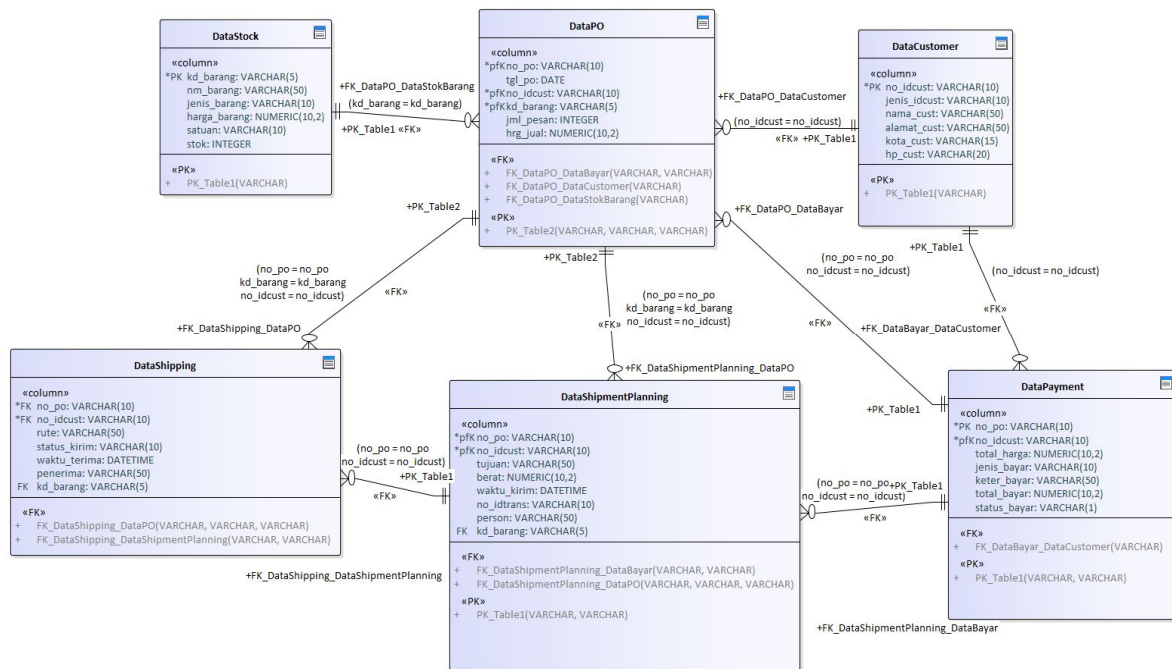 DataStock
«column»
*PK kd_barang: VARCHAR(5)
nm_barang: VARCHAR(50)
jenis_barang: VARCHAR(10)
harga_barang: NUMERIC(10,2)
satuan: VARCHAR(10)
stok: INTEGER
«PK»
+ PK_Table1(VARCHAR)
+FK_DataPO_DataStokBarang
(kd_barang = kd_barang)
+PK_Table1 «FK»
DataPO
«column»
*pfK no_po: VARCHAR(10)
tgl_po: DATE
*pfK no_idcust: VARCHAR(10)
*pfK kd_barang: VARCHAR(5)
jml_pesan: INTEGER
hrg_jual: NUMERIC(10,2)
«FK»
+ FK_DataPO_DataBayar(VARCHAR, VARCHAR)
+ FK_DataPO_DataCustomer(VARCHAR)
+ FK_DataPO_DataStokBarang(VARCHAR)
«PK»
+ PK_Table2(VARCHAR, VARCHAR, VARCHAR)
+FK_DataPO_DataCustomer
(no_idcust = no_idcust)
«FK» +PK_Table1
DataCustomer
«column»
*PK no_idcust: VARCHAR(10)
jenis_idcust: VARCHAR(10)
nama_cust: VARCHAR(50)
alamat_cust: VARCHAR(50)
kota_cust: VARCHAR(15)
hp_cust: VARCHAR(20)
«PK»
+ PK_Table1(VARCHAR)
+PK_Table2
(no_po = no_po
kd_barang = kd_barang
no_idcust = no_idcust)
«FK»
+FK_DataShipping_DataPO
+PK_Table2
(no_po = no_po
kd_barang = kd_barang
no_idcust = no_idcust)
«FK»
+FK_DataShipmentPlanning_DataPO
+FK_DataPO_DataBayar
(no_po = no_po
no_idcust = no_idcust)
«FK»
+PK_Table1
+PK_Table1
(no_idcust = no_idcust)
«FK»
+FK_DataBayar_DataCustomer
DataShipping
«column»
*FK no_po: VARCHAR(10)
*FK no_idcust: VARCHAR(10)
rute: VARCHAR(50)
status_kirim: VARCHAR(10)
waktu_terima: DATETIME
penerima: VARCHAR(50)
FK kd_barang: VARCHAR(5)
«FK»
+ FK_DataShipping_DataPO(VARCHAR, VARCHAR, VARCHAR)
+ FK_DataShipping_DataShipmentPlanning(VARCHAR, VARCHAR)
(no_po = no_po
no_idcust = no_idcust)
+PK_Table1
«FK»
+FK_DataShipping_DataShipmentPlanning
DataShipmentPlanning
«column»
*pfK no_po: VARCHAR(10)
*pfK no_idcust: VARCHAR(10)
tujuan: VARCHAR(50)
berat: NUMERIC(10,2)
waktu_kirim: DATETIME
no_idtrans: VARCHAR(10)
person: VARCHAR(50)
FK kd_barang: VARCHAR(5)
«FK»
+ FK_DataShipmentPlanning_DataBayar(VARCHAR, VARCHAR)
+ FK_DataShipmentPlanning_DataPO(VARCHAR, VARCHAR, VARCHAR)
«PK»
+ PK_Table1(VARCHAR, VARCHAR)
(no_po = no_po
no_idcust = no_idcust)
+PK_Table1
«FK»
+FK_DataShipmentPlanning_DataBayar
DataPayment
«column»
*PK no_po: VARCHAR(10)
*pfK no_idcust: VARCHAR(10)
total_harga: NUMERIC(10,2)
jenis_bayar: VARCHAR(10)
keter_bayar: VARCHAR(50)
total_bayar: NUMERIC(10,2)
status_bayar: VARCHAR(1)
«FK»
+ FK_DataBayar_DataCustomer(VARCHAR)
«PK»
+ PK_Table1(VARCHAR, VARCHAR)